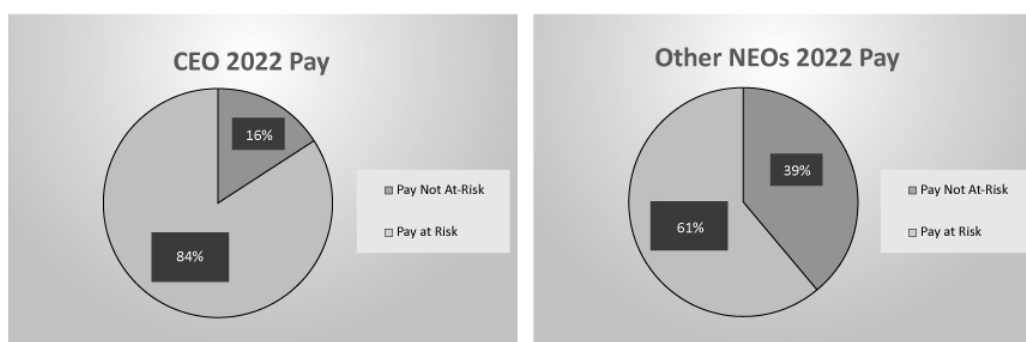 CEO 2022 Pay
16%
84%
Pay Not At-Risk
Pay at Risk
Other NEOs 2022 Pay
39%
61%
Pay Not At-Risk
Pay at Risk